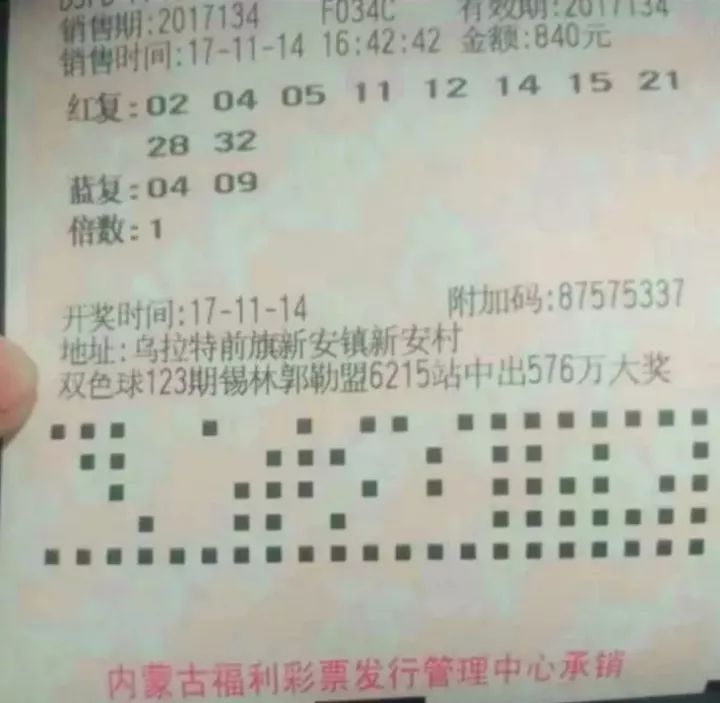 销售期:2017134 F034C 有效期:2017134
销售时间:17-11-14 16:42:42 金额:840元
红复:02 04 05 11 12 14 15 21
28 32
蓝复:04 09
倍数:1
开奖时间:17-11-14 附加码:87575337
地址:乌拉特前旗新安镇新安村
双色球123期锡林郭勒盟6215站中出576万大奖
内蒙古福利彩票发行管理中心承销